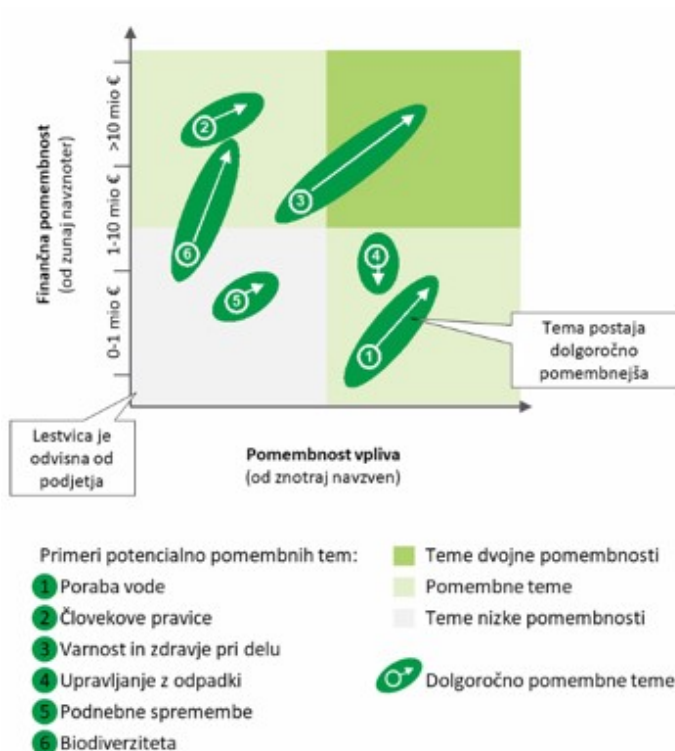 Finančna pomembnost
(od zunaj navznoter)
>10 mio €
1-10 mio €
0-1 mio €
2
3
6
4
5
1
Tema postaja
dolgoročno
pomembnejša
Lestvica je
odvisna od
podjetja
Pomembnost vpliva
(od znotraj navzven)
Primeri potencialno pomembnih tem:
1 Poraba vode
2 Človekove pravice
3 Varnost in zdravje pri delu
4 Upravljanje z odpadki
5 Podnebne spremembe
6 Biodiverziteta
Teme dvojne pomembnosti
Pomembne teme
Teme nizke pomembnosti
Dolgoročno pomembne teme